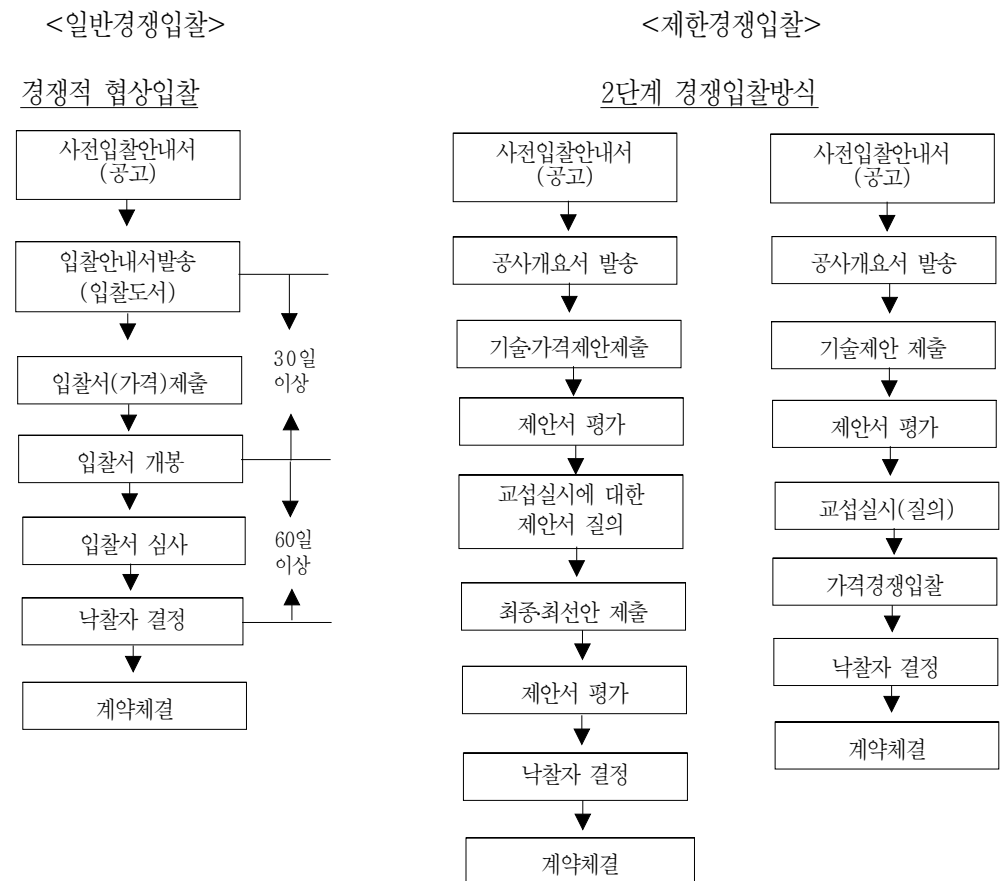 <일반경쟁입찰>
경쟁적 협상입찰
사전입찰안내서
(공고)
입찰안내서발송
(입찰도서)
입찰서(가격)제출
입찰서 개봉
입찰서 심사
낙찰자 결정
계약체결
30일
이상
60일
이상
<제한경쟁입찰>
2단계 경쟁입찰방식
사전입찰안내서
(공고)
공사개요서 발송
기술·가격제안제출
제안서 평가
교섭실시에 대한
제안서 질의
최종·최선안 제출
제안서 평가
낙찰자 결정
계약체결
사전입찰안내서
(공고)
공사개요서 발송
기술제안 제출
제안서 평가
교섭실시(질의)
가격경쟁입찰
낙찰자 결정
계약체결